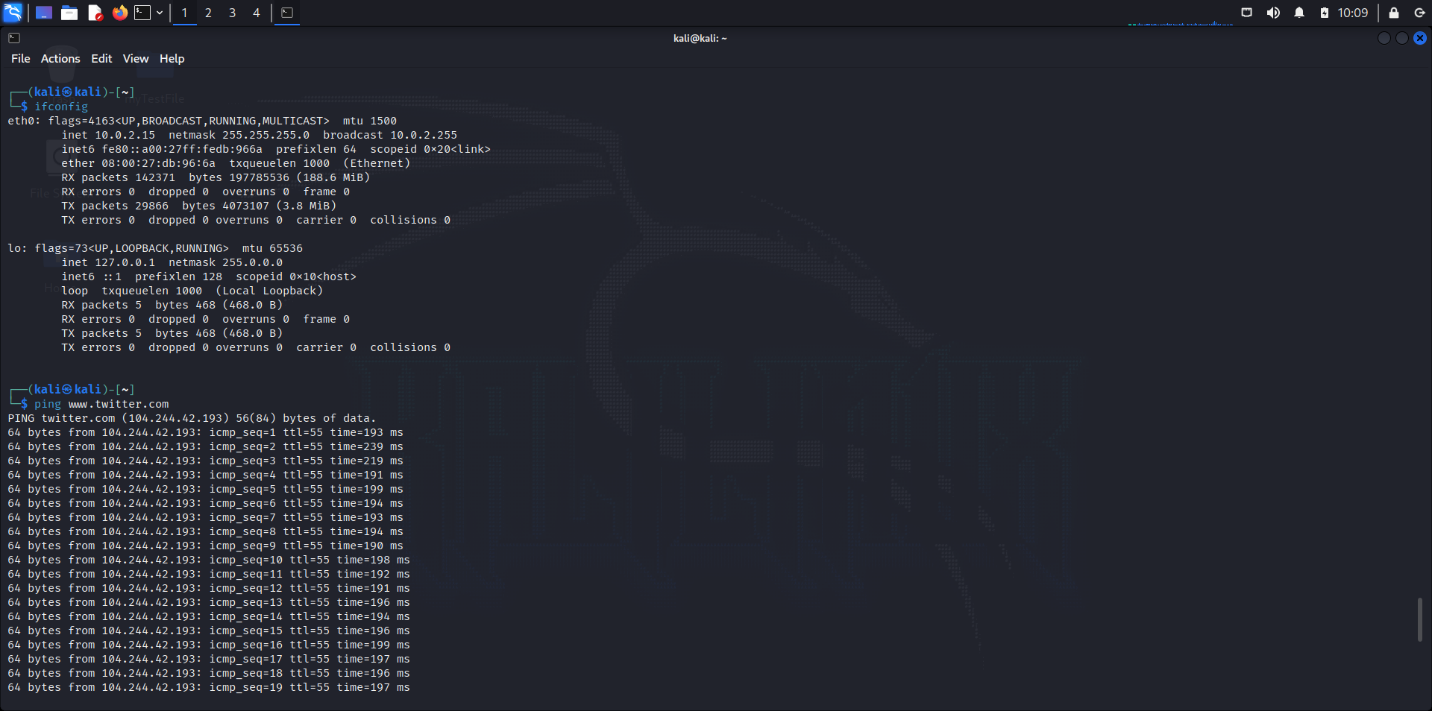 1 2 3 4 10:09
kali@kali: ~
File Actions Edit View Help
┌──(kali㉿kali)-[~]
└─$ ifconfig
eth0: flags=4163<UP,BROADCAST,RUNNING,MULTICAST>  mtu 1500
        inet 10.0.2.15  netmask 255.255.255.0  broadcast 10.0.2.255
        inet6 fe80::a00:27ff:fedb:966a  prefixlen 64  scopeid 0×20<link>
        ether 08:00:27:db:96:6a  txqueuelen 1000  (Ethernet)
        RX packets 142371  bytes 197785536 (188.6 MiB)
        RX errors 0  dropped 0  overruns 0  frame 0
        TX packets 29866  bytes 4073107 (3.8 MiB)
        TX errors 0  dropped 0 overruns 0  carrier 0  collisions 0
lo: flags=73<UP,LOOPBACK,RUNNING>  mtu 65536
        inet 127.0.0.1  netmask 255.0.0.0
        inet6 ::1  prefixlen 128  scopeid 0×10<host>
        loop  txqueuelen 1000  (Local Loopback)
        RX packets 5  bytes 468 (468.0 B)
        RX errors 0  dropped 0  overruns 0  frame 0
        TX packets 5  bytes 468 (468.0 B)
        TX errors 0  dropped 0 overruns 0  carrier 0  collisions 0
┌──(kali㉿kali)-[~]
└─$ ping www.twitter.com
PING twitter.com (104.244.42.193) 56(84) bytes of data.
64 bytes from 104.244.42.193: icmp_seq=1 ttl=55 time=193 ms
64 bytes from 104.244.42.193: icmp_seq=2 ttl=55 time=239 ms
64 bytes from 104.244.42.193: icmp_seq=3 ttl=55 time=219 ms
64 bytes from 104.244.42.193: icmp_seq=4 ttl=55 time=191 ms
64 bytes from 104.244.42.193: icmp_seq=5 ttl=55 time=199 ms
64 bytes from 104.244.42.193: icmp_seq=6 ttl=55 time=194 ms
64 bytes from 104.244.42.193: icmp_seq=7 ttl=55 time=193 ms
64 bytes from 104.244.42.193: icmp_seq=8 ttl=55 time=194 ms
64 bytes from 104.244.42.193: icmp_seq=9 ttl=55 time=190 ms
64 bytes from 104.244.42.193: icmp_seq=10 ttl=55 time=198 ms
64 bytes from 104.244.42.193: icmp_seq=11 ttl=55 time=192 ms
64 bytes from 104.244.42.193: icmp_seq=12 ttl=55 time=191 ms
64 bytes from 104.244.42.193: icmp_seq=13 ttl=55 time=196 ms
64 bytes from 104.244.42.193: icmp_seq=14 ttl=55 time=194 ms
64 bytes from 104.244.42.193: icmp_seq=15 ttl=55 time=196 ms
64 bytes from 104.244.42.193: icmp_seq=16 ttl=55 time=199 ms
64 bytes from 104.244.42.193: icmp_seq=17 ttl=55 time=197 ms
64 bytes from 104.244.42.193: icmp_seq=18 ttl=55 time=196 ms
64 bytes from 104.244.42.193: icmp_seq=19 ttl=55 time=197 ms